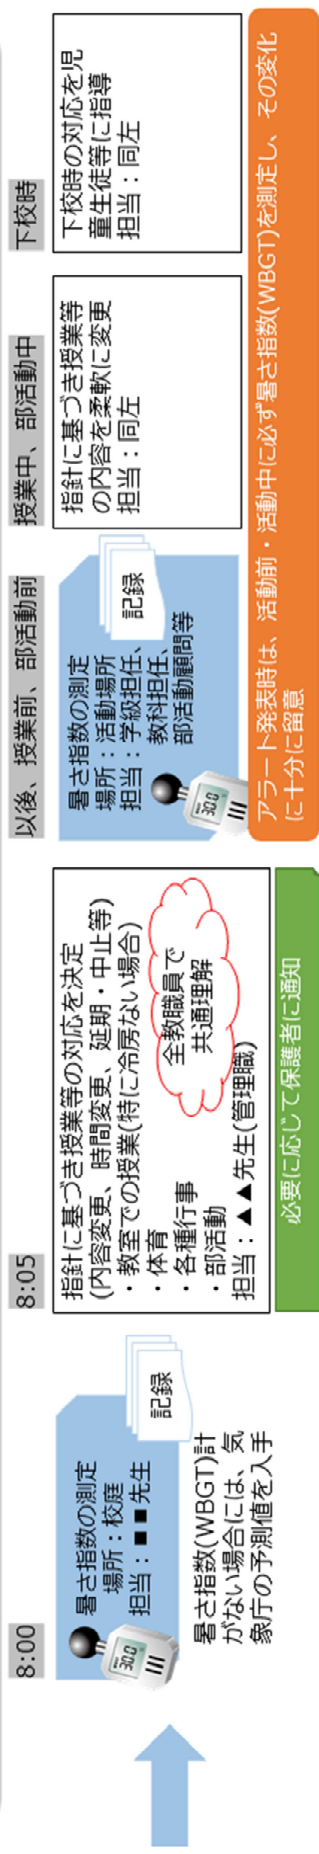 8:00
暑さ指数の測定
場所：校庭
担当：■■先生
30.0
記録
暑さ指数(WBGT)計
がない場合には、気
象庁の予測値を入手
8:05
指針に基づき授業等の対応を決定
(内容変更、時間変更、延期・中止等)
・教室での授業(特に冷房ない場合)
・体育
・各種行事
・部活動
担当：▲▲先生(管理職)
全教職員で
共通理解
必要に応じて保護者に通知
以後、授業前、部活動前
暑さ指数の測定
場所：活動場所
担当：学級担任、
教科担任、
部活動顧問等
30.0
記録
授業中、部活動中
指針に基づき授業等
の内容を柔軟に変更
担当：同左
下校時
下校時の対応を児
童生徒等に指導
担当：同左
アラート発表時は、活動前・活動中に必ず暑さ指数(WBGT)を測定し、その変化
に十分に留意